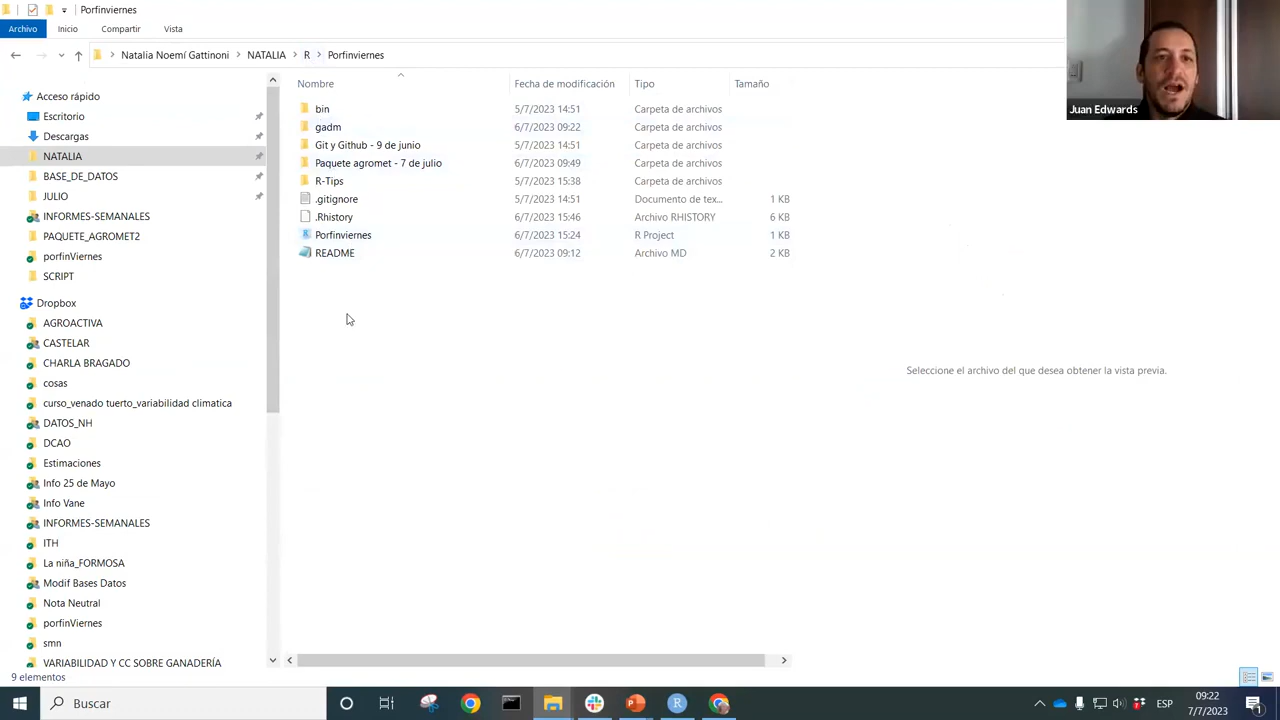 Porfinviernes
Archivo Inicio Compartir Vista
Natalia Noemí Gattinoni NATALIA R Porfinviernes
Nombre Fecha de modificación Tipo Tamaño
Acceso rápido
Escritorio
Descargas
NATALIA
BASE_DE_DATOS
JULIO
INFORMES-SEMANALES
PAQUETE_AGROMET2
porfinViernes
SCRIPT
Dropbox
AGROACTIVA
CASTELAR
CHARLA BRAGADO
cosas
curso_venado tuerto_variabilidad climatica
DATOS_NH
DCAO
Estimaciones
Info 25 de Mayo
Info Vane
INFORMES-SEMANALES
ITH
La niña_FORMOSA
Modif Bases Datos
Nota Neutral
porfinViernes
smn
VARIABILIDAD Y CC SOBRE GANADERÍA
bin 5/7/2023 14:51 Carpeta de archivos
gadm 6/7/2023 09:22 Carpeta de archivos
Git y Github - 9 de junio 5/7/2023 14:51 Carpeta de archivos
Paquete agromet - 7 de julio 6/7/2023 09:49 Carpeta de archivos
R-Tips 5/7/2023 15:38 Carpeta de archivos
.gitignore 5/7/2023 14:51 Documento de tex... 1 KB
.Rhistory 6/7/2023 15:46 Archivo RHISTORY 6 KB
Porfinviernes 6/7/2023 15:24 R Project 1 KB
README 6/7/2023 09:12 Archivo MD 2 KB
Seleccione el archivo del que desea obtener la vista previa.
Juan Edwards
9 elementos
Buscar
ESP
09:22
7/7/2023
1